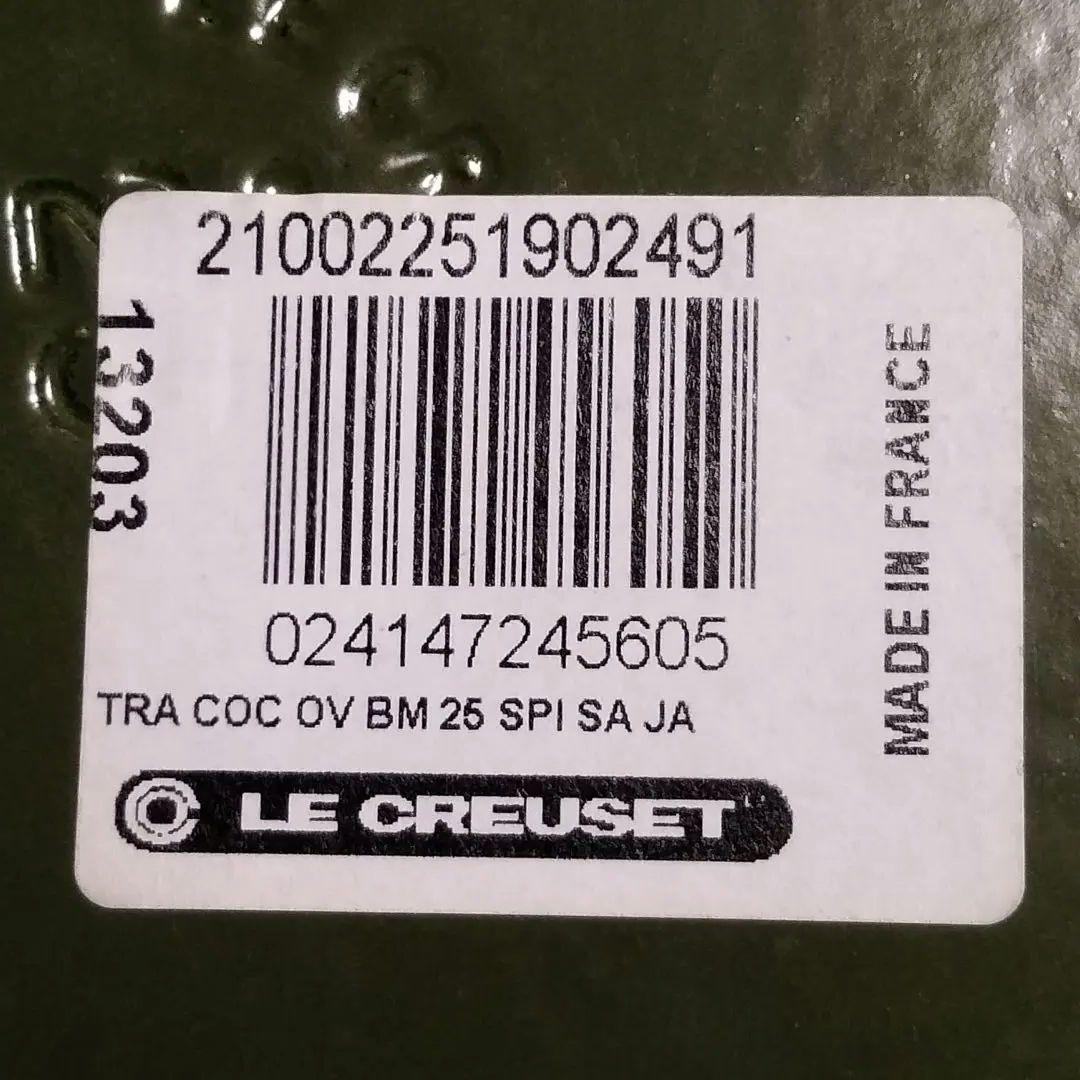 21002251902491
13203
024147245605
TRA COC OV BM 25 SPI SA JA
LE CREUSET
MADE IN FRANCE